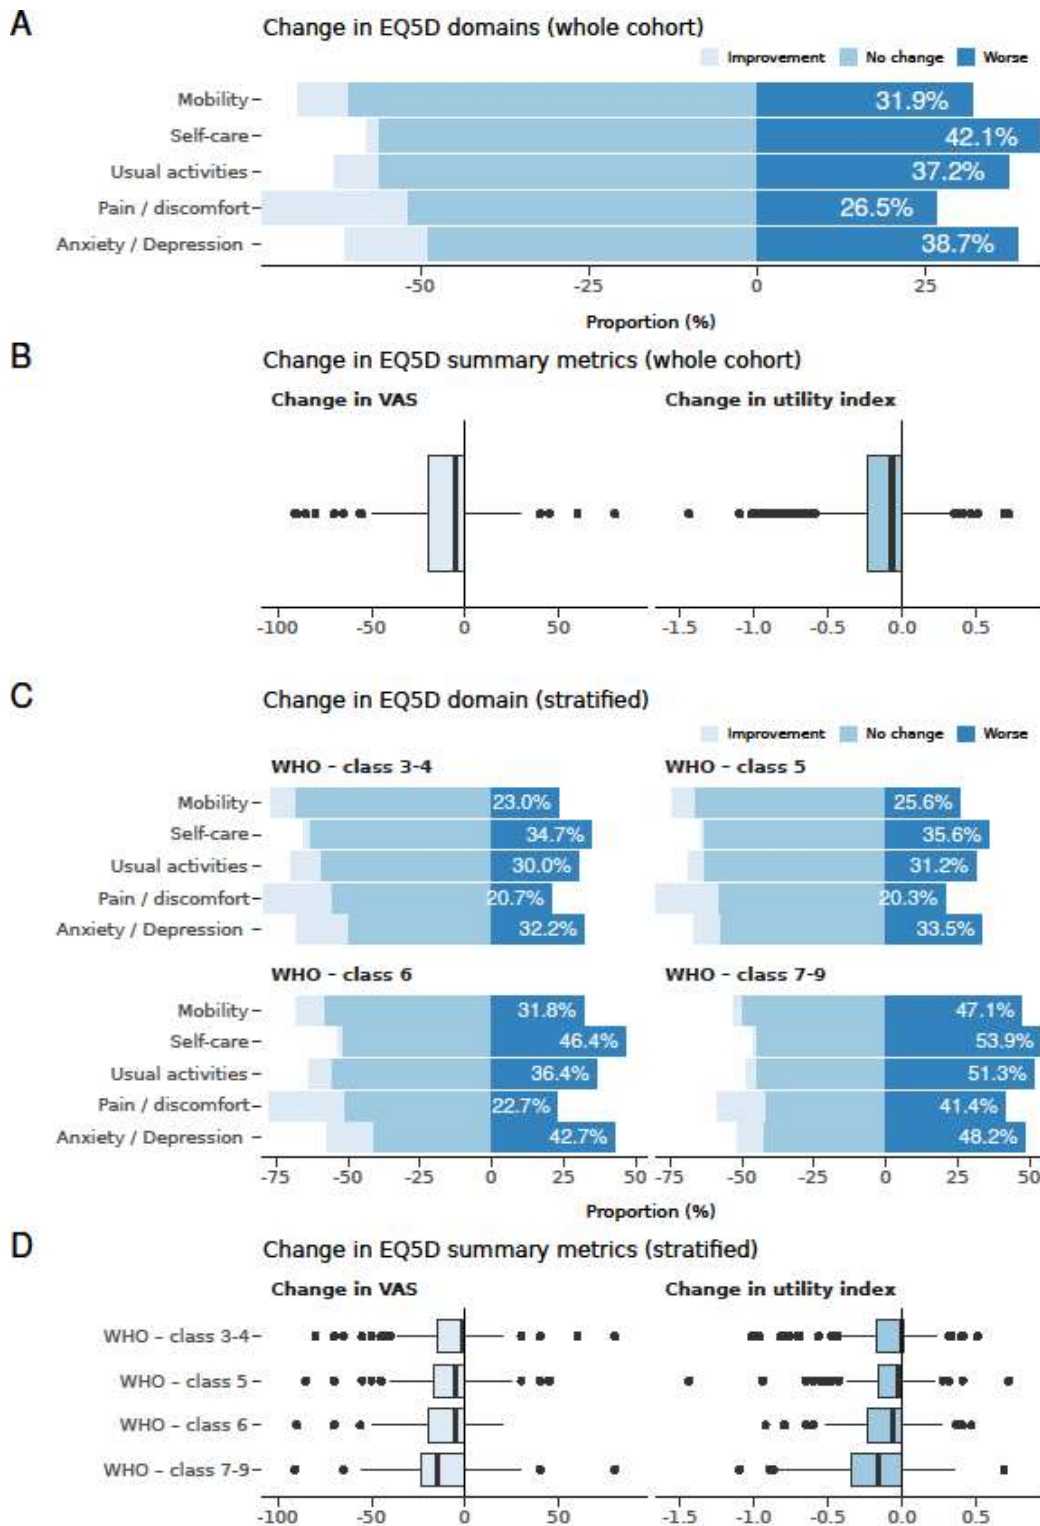 A
Change in EQ5D domains (whole cohort)
Improvement No change Worse
Mobility 31.9%
Self-care 42.1%
Usual activities 37.2%
Pain / discomfort 26.5%
Anxiety / Depression 38.7%
-50 -25 0 25
Proportion (%)
B
Change in EQ5D summary metrics (whole cohort)
Change in VAS Change in utility index
-100 -50 0 50 -1.5 -1.0 -0.5 0.0 0.5
C
Change in EQ5D domain (stratified)
Improvement No change Worse
WHO - class 3-4 WHO - class 5
Mobility 23.0% 25.6%
Self-care 34.7% 35.6%
Usual activities 30.0% 31.2%
Pain / discomfort 20.7% 20.3%
Anxiety / Depression 32.2% 33.5%
WHO - class 6 WHO - class 7-9
Mobility 31.8% 47.1%
Self-care 46.4% 53.9%
Usual activities 36.4% 51.3%
Pain / discomfort 22.7% 41.4%
Anxiety / Depression 42.7% 48.2%
-75 -50 -25 0 25 50 -75 -50 -25 0 25 50
Proportion (%)
D
Change in EQ5D summary metrics (stratified)
Change in VAS Change in utility index
WHO - class 3-4
WHO - class 5
WHO - class 6
WHO - class 7-9
-100 -50 0 50 -1.5 -1.0 -0.5 0.0 0.5